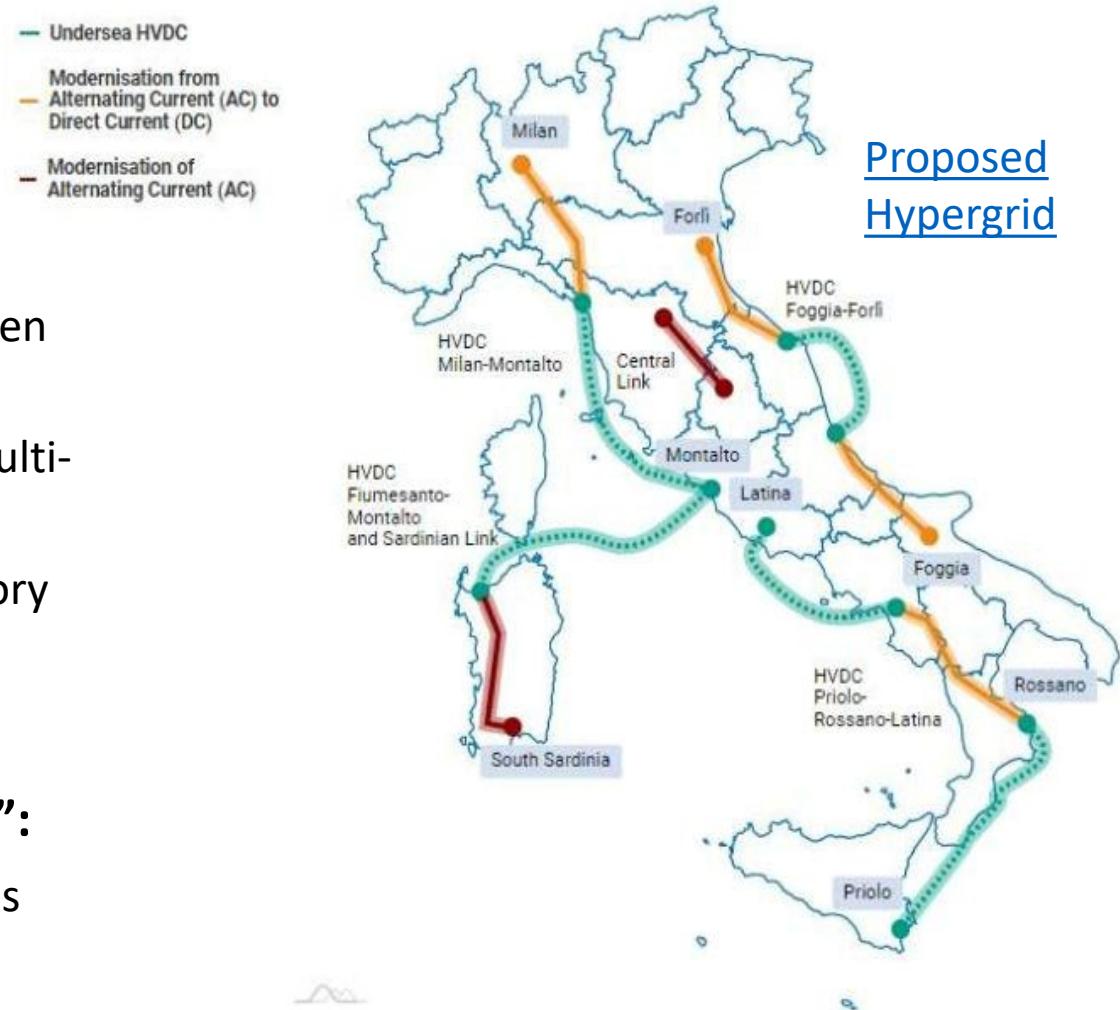 Undersea HVDC
Modernisation from
Alternating Current (AC) to
Direct Current (DC)
Modernisation of
Alternating Current (AC)
Proposed
Hypergrid
en
ulti-
ory
”:
s
Milan
Forlì
HVDC
Foggia-Forlì
HVDC
Milan-Montalto
Central
Link
Montalto
Latina
HVDC
Fiumesanto-
Montalto
and Sardinian Link
Foggia
HVDC
Priolo-
Rossano-Latina
Rossano
South Sardinia
Priolo